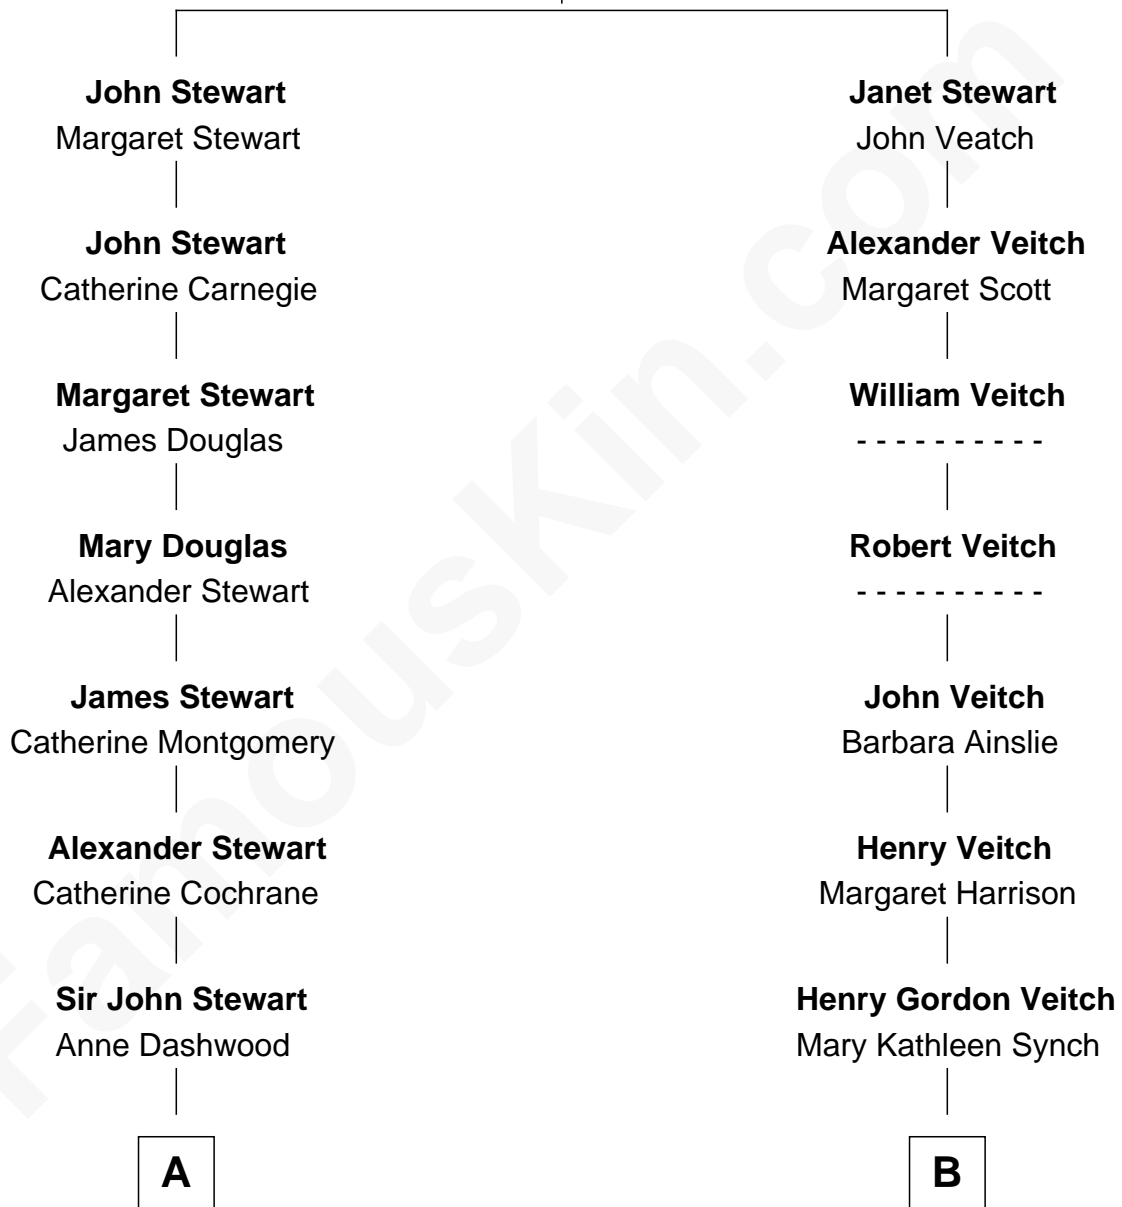 John Stewart
Margaret Stewart
John Stewart
Catherine Carnegie
Margaret Stewart
James Douglas
Mary Douglas
Alexander Stewart
James Stewart
Catherine Montgomery
Alexander Stewart
Catherine Cochrane
Sir John Stewart
Anne Dashwood
A
Janet Stewart
John Veatch
Alexander Veitch
Margaret Scott
William Veitch
- - - - - - - - - -
Robert Veitch
- - - - - - - - - -
John Veitch
Barbara Ainslie
Henry Veitch
Margaret Harrison
Henry Gordon Veitch
Mary Kathleen Synch
B
FamousKin.com